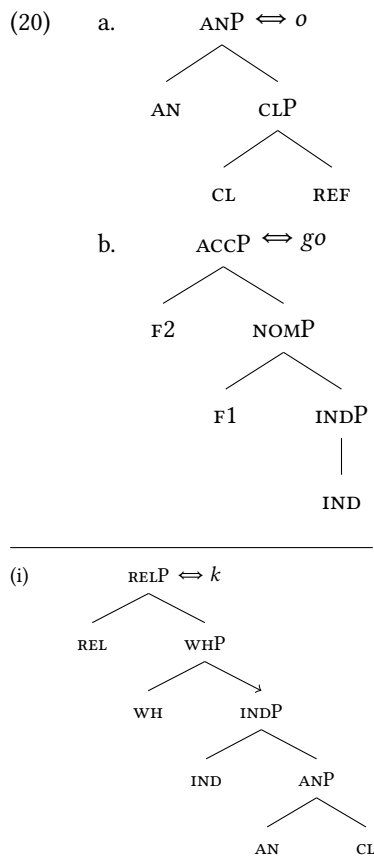 (20) a. ANP ⇔ o
AN CLP
CL REF
b. ACCP ⇔ go
F2 NOMP
F1 INDP
IND
(i) RELP ⇔ k
REL WHP
WH INDP
IND ANP
AN CL